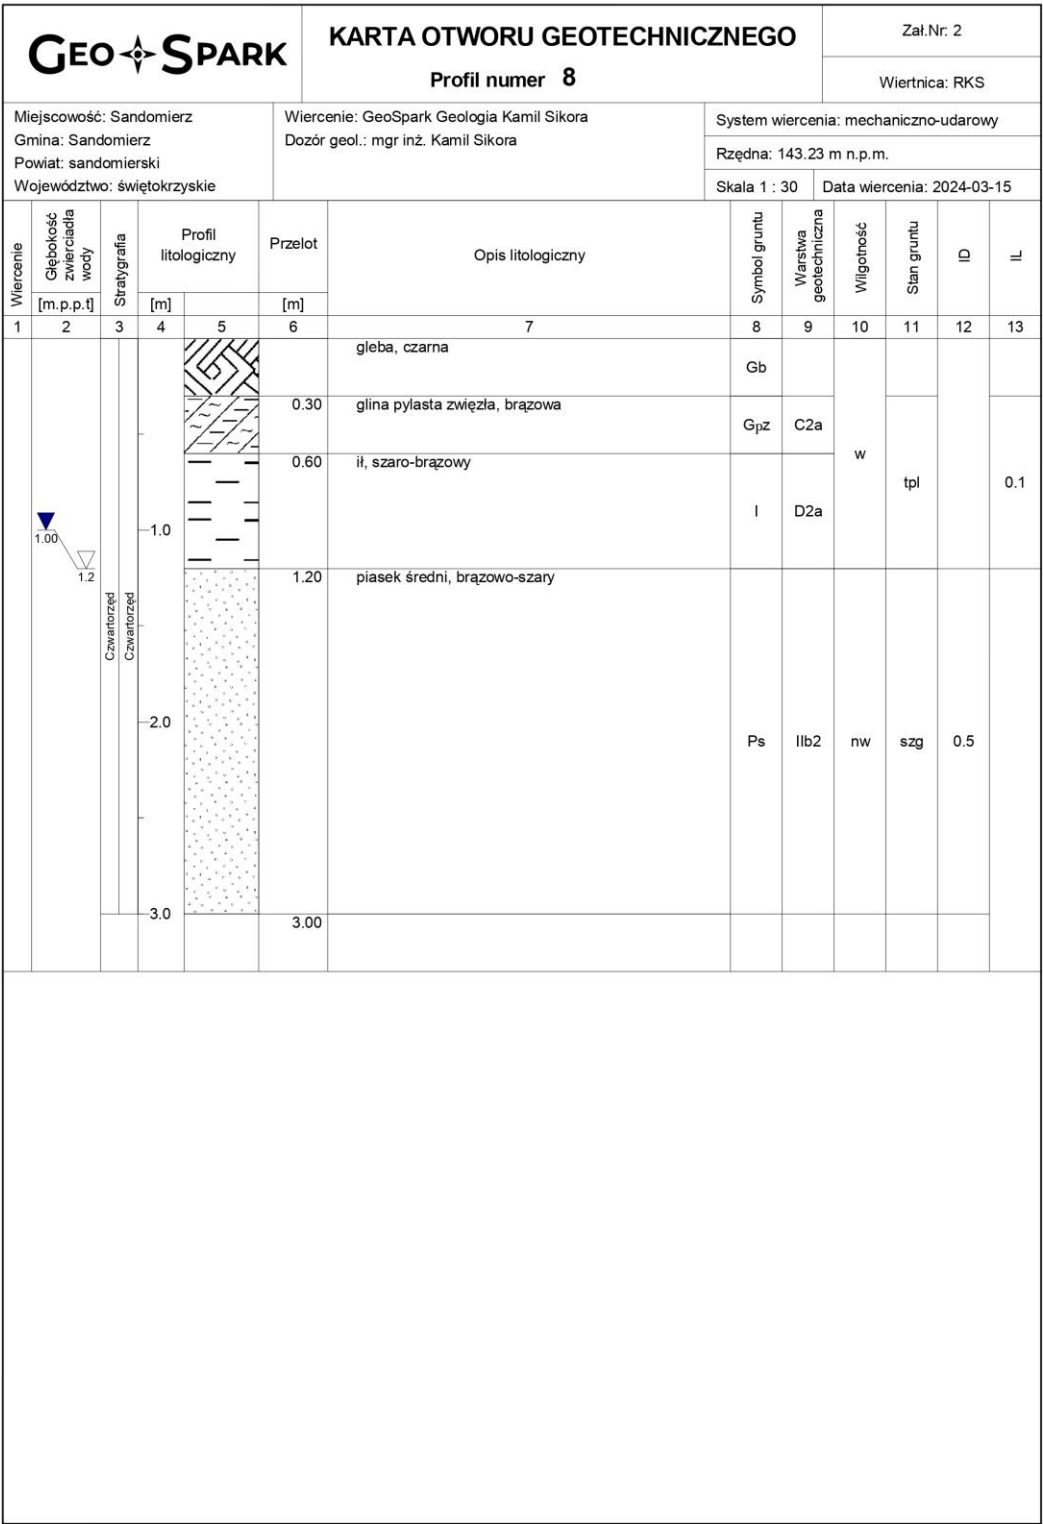 GEO SPARK
KARTA OTWORU GEOTECHNICZNEGO
Profil numer 8
Zał.Nr: 2
Wiertnica: RKS
Miejscowość: Sandomierz
Gmina: Sandomierz
Powiat: sandomierski
Województwo: świętokrzyskie
Wiercenie: GeoSpark Geologia Kamil Sikora
Dozór geol.: mgr inż. Kamil Sikora
System wiercenia: mechaniczno-udarowy
Rzędna: 143.23 m n.p.m.
Skala 1 : 30
Data wiercenia: 2024-03-15
Wiercenie
Głębokość
zwierciadła
wody
[m.p.p.t]
Stratygrafia
Profil
litologiczny
[m]
Przelot
[m]
Opis litologiczny
Symbol gruntu
Warstwa
geotechniczna
Wilgotność
Stan gruntu
ID
IL
1 2 3 4 5 6 7 8 9 10 11 12 13
gleba, czarna
Gb
0.30 glina pylasta zwięzła, brązowa
Gpz C2a
w
0.60 ił, szaro-brązowy
tpl 0.1
I D2a
1.00
1.0
1.2
1.20 piasek średni, brązowo-szary
Czwartorzęd
Czwartorzęd
2.0
Ps IIb2 nw szg 0.5
3.0
3.00